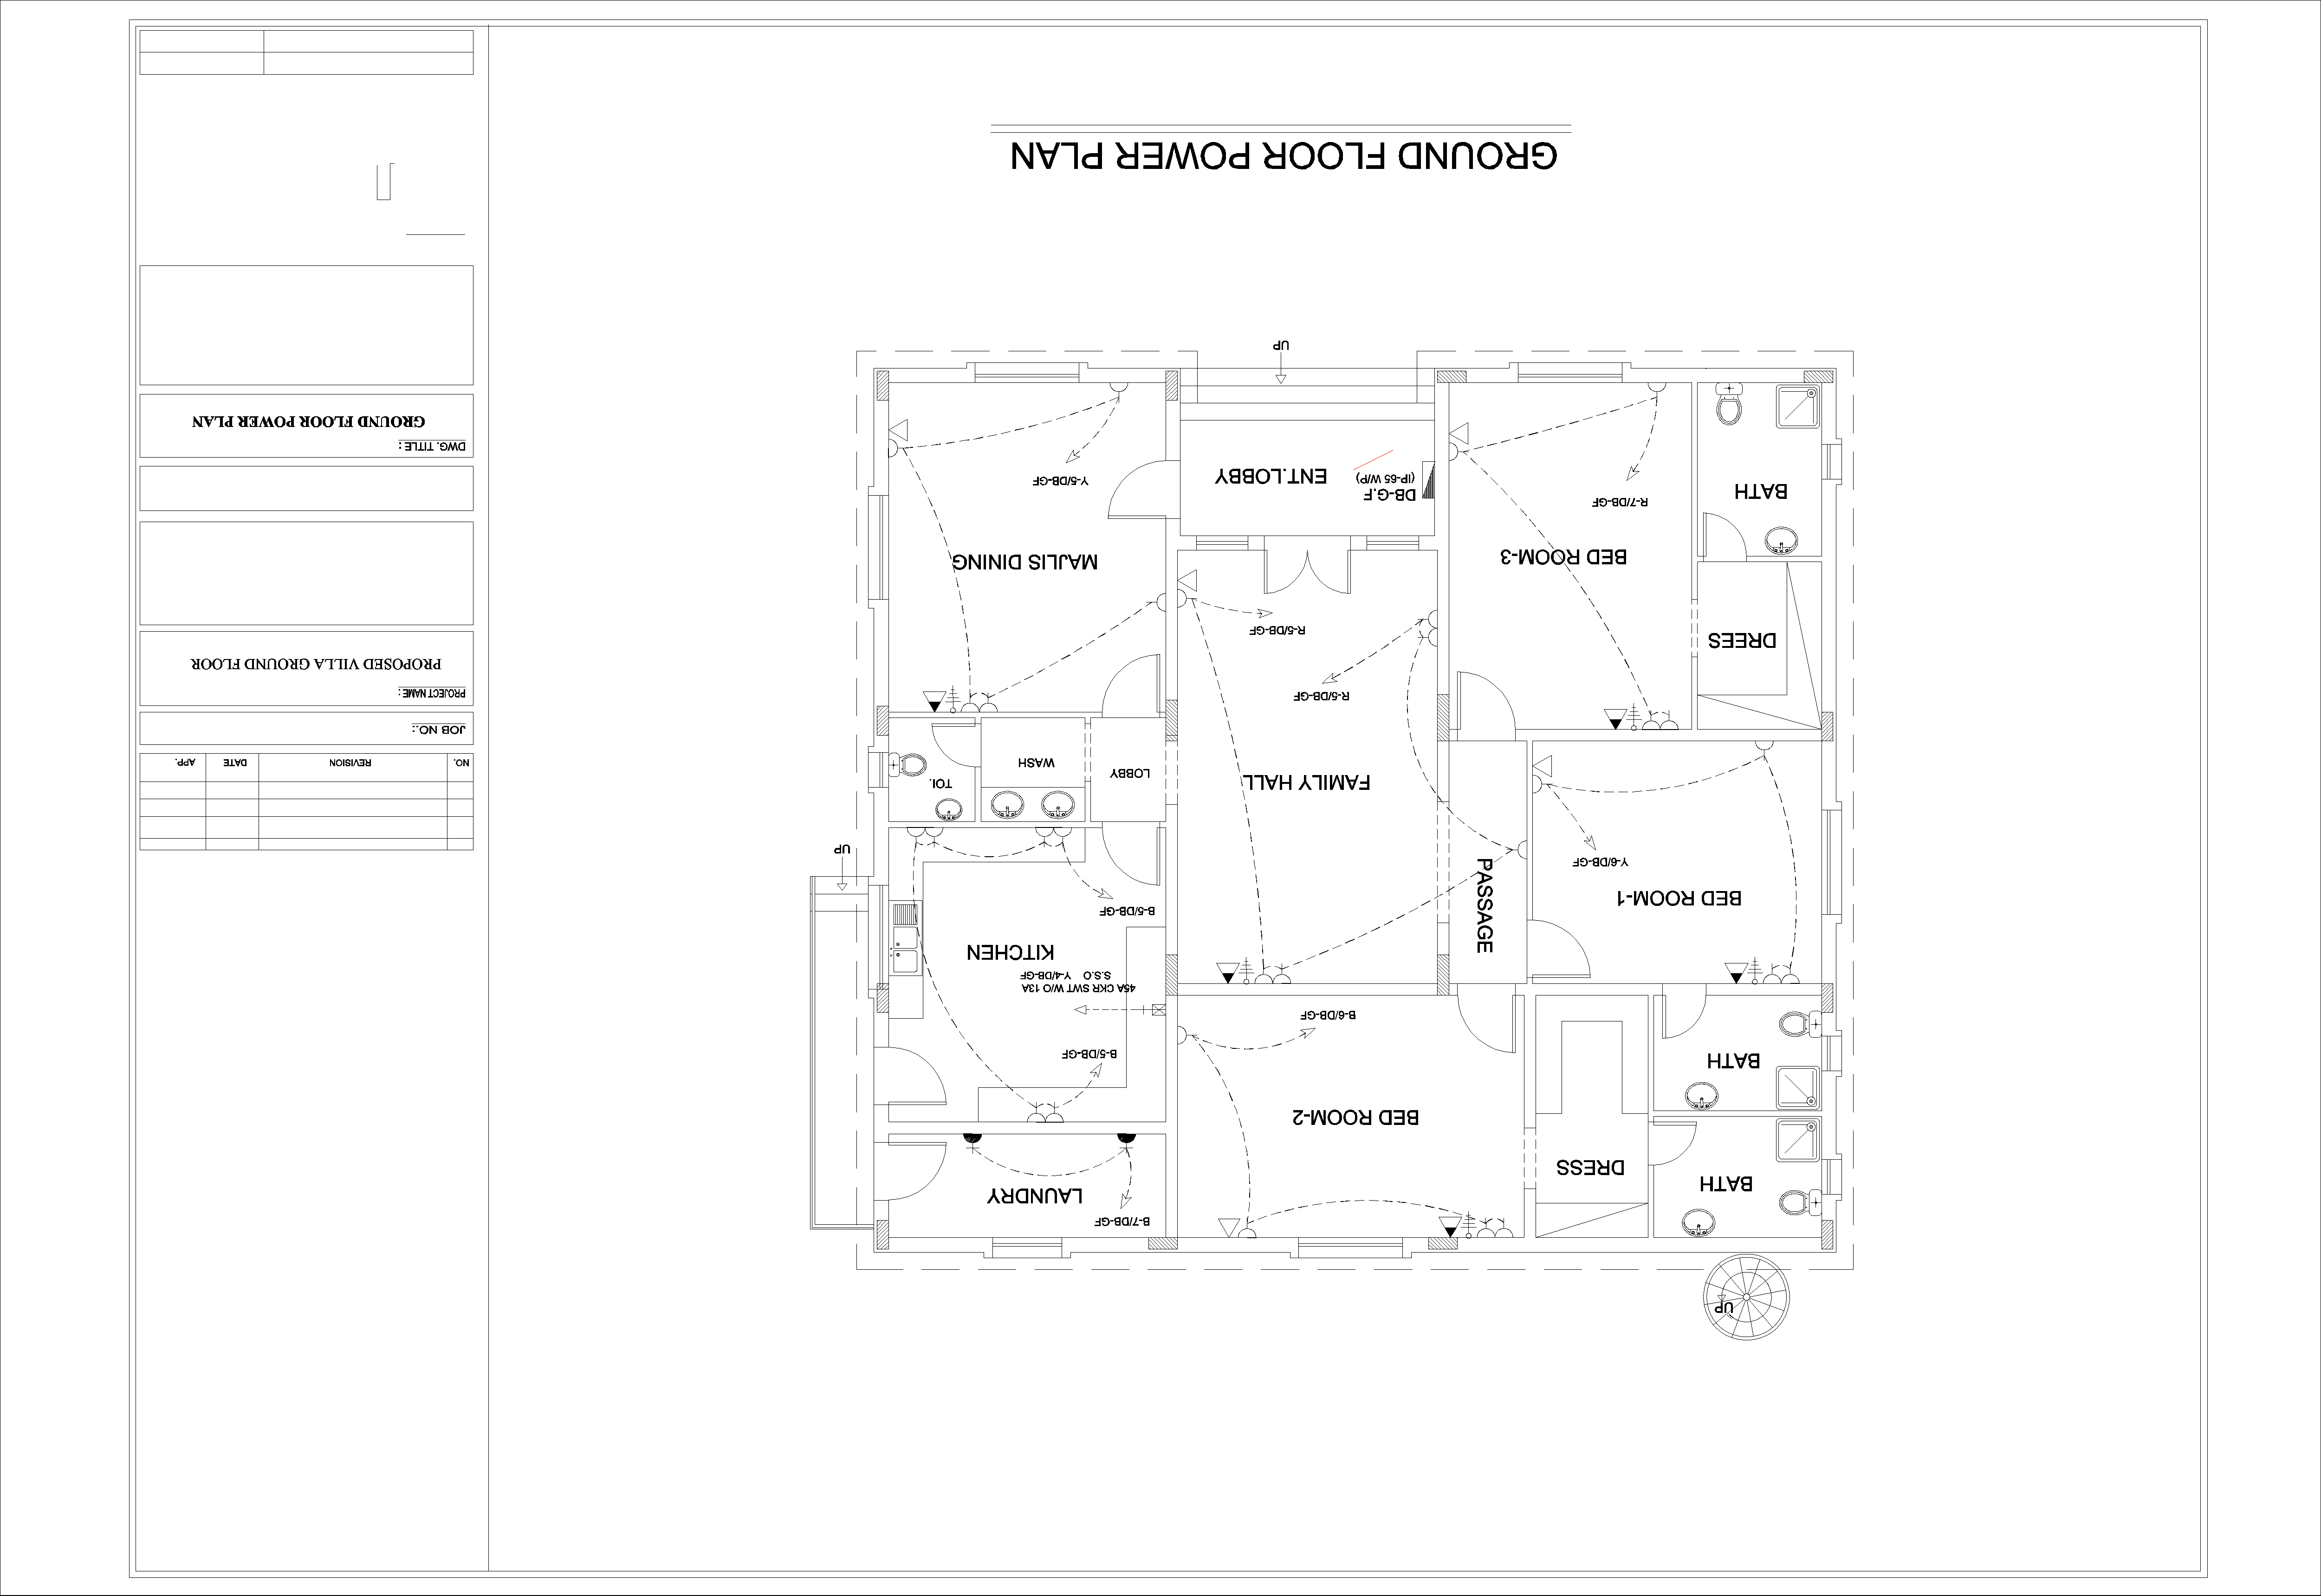 UP
B-7/DB-GF
LAUNDRY
BATH
DRESS
BED ROOM-2
BATH
B-5/DB-GF
B-6/DB-GF
45A CKR SWT W/O 13A
S.S.O Y-4/DB-GF
KITCHEN
B-5/DB-GF
PASSAGE
BED ROOM-1
Y-6/DB-GF
UP
TOI.
WASH
LOBBY
FAMILY HALL
R-5/DB-GF
DREES
R-5/DB-GF
MAJLIS DINING
BED ROOM-3
R-7/DB-GF
BATH
DB-G.F
(IP-65 W/P)
ENT.LOBBY
Y-5/DB-GF
UP
GROUND FLOOR POWER PLAN
NO. REVISION DATE APP.
JOB NO.:
PROJECT NAME :
PROPOSED VILLA GROUND FLOOR
DWG. TITLE :
GROUND FLOOR POWER PLAN